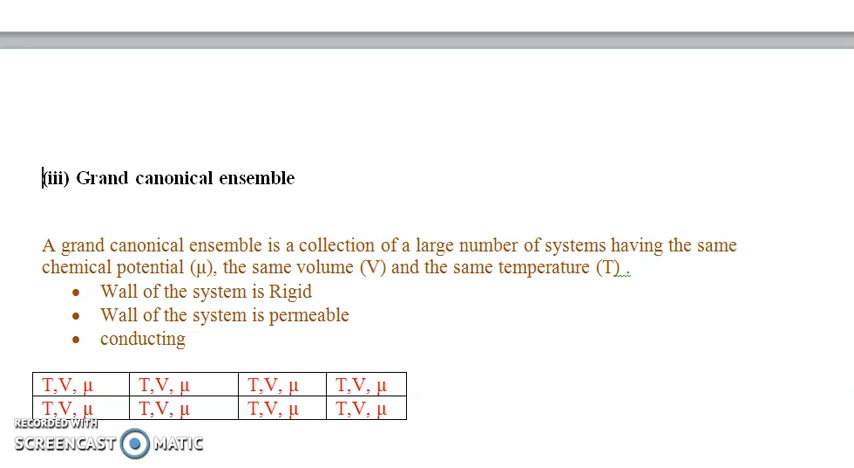 (iii) Grand canonical ensemble
A grand canonical ensemble is a collection of a large number of systems having the same
chemical potential (μ), the same volume (V) and the same temperature (T) .
• Wall of the system is Rigid
• Wall of the system is permeable
• conducting
T,V, μ T,V, μ T,V, μ T,V, μ
T,V, μ T,V, μ T,V, μ T,V, μ
RECORDED WITH
SCREENCAST MATIC